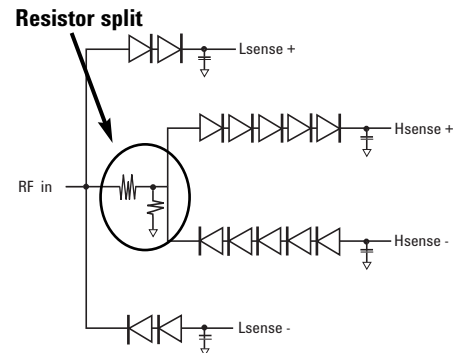 Resistor split
Lsense +
Hsense +
RF in
Hsense -
Lsense -